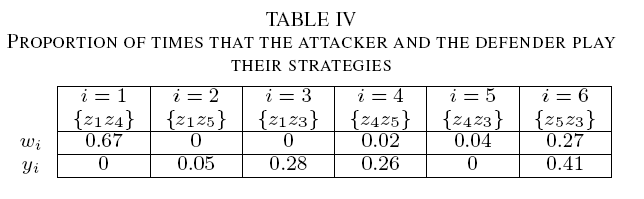 TABLE IV
PROPORTION OF TIMES THAT THE ATTACKER AND THE DEFENDER PLAY
THEIR STRATEGIES
i = 1 i = 2 i = 3 i = 4 i = 5 i = 6
{z₁z₄} {z₁z₅} {z₁z₃} {z₄z₅} {z₄z₃} {z₅z₃}
wᵢ 0.67 0 0 0.02 0.04 0.27
yᵢ 0 0.05 0.28 0.26 0 0.41